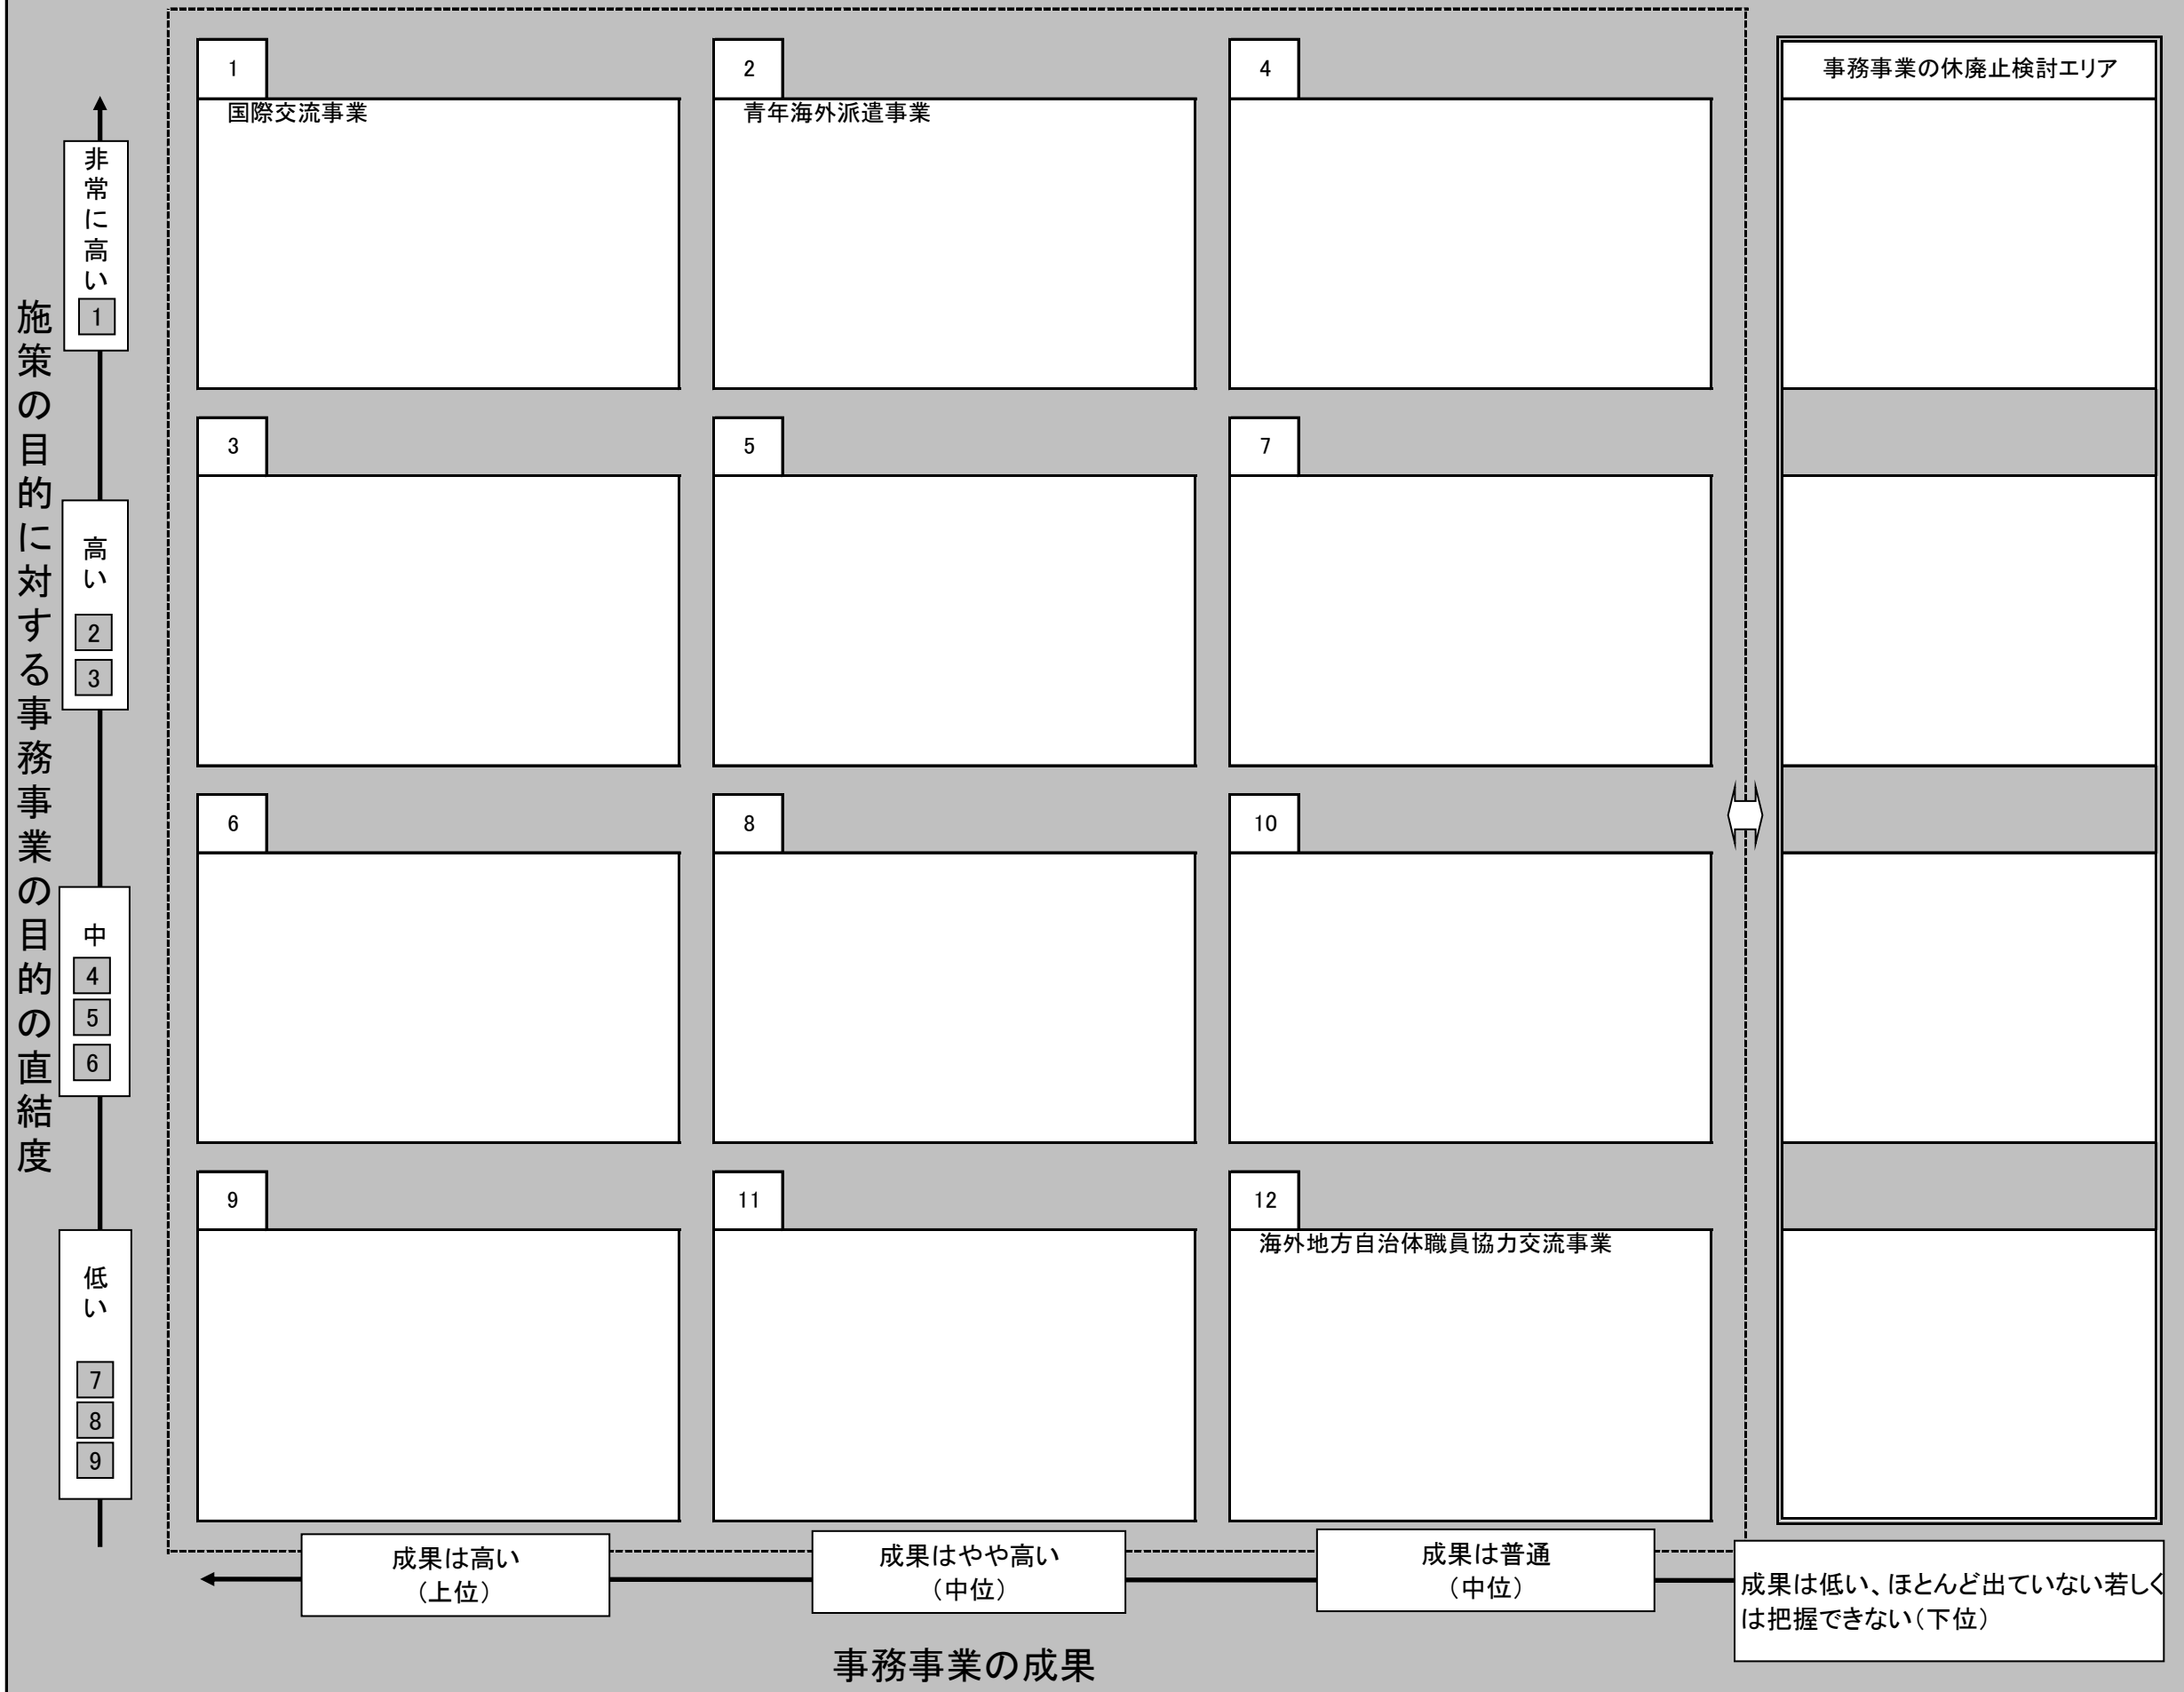 1
2
4
事務事業の休廃止検討エリア
国際交流事業
青年海外派遣事業
施策の目的に対する事務事業の目的の直結度
非常に高い
1
3
5
7
高い
2
3
6
8
10
中
4
5
6
9
11
12
海外地方自治体職員協力交流事業
低い
7
8
9
成果は高い
（上位）
成果はやや高い
（中位）
成果は普通
（中位）
成果は低い、ほとんど出ていない若しく
は把握できない（下位）
事務事業の成果